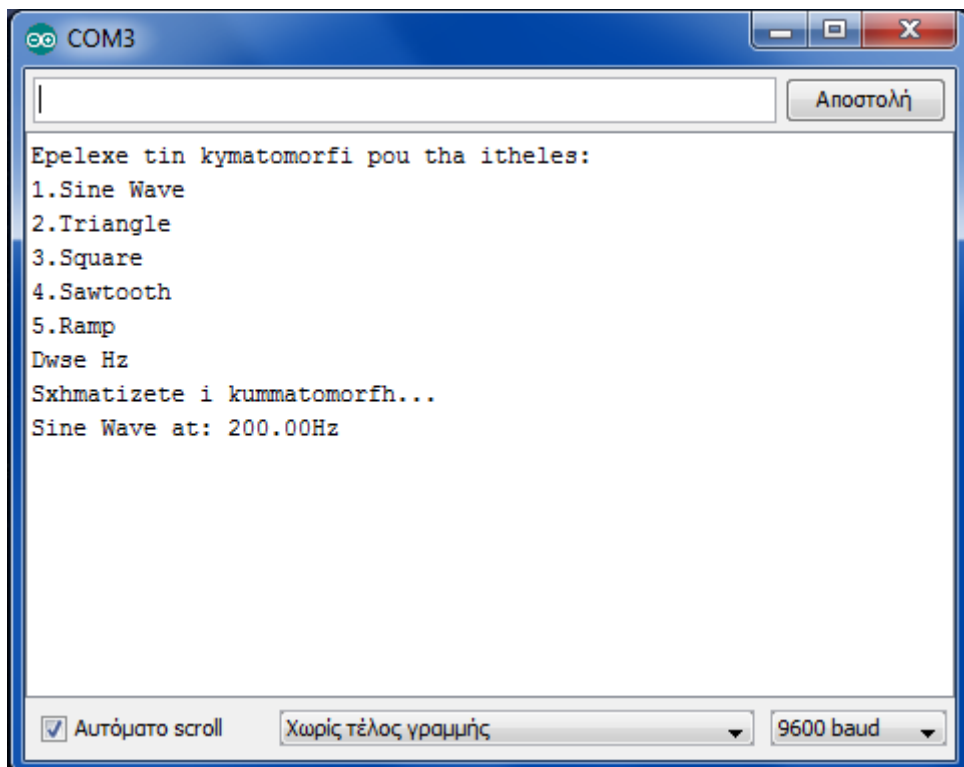 COM3
Αποστολή
Epelexe tin kymatomorfi pou tha itheles:
1.Sine Wave
2.Triangle
3.Square
4.Sawtooth
5.Ramp
Dwse Hz
Sxhmatizete i kummatomorfh...
Sine Wave at: 200.00Hz
Αυτόματο scroll Χωρίς τέλος γραμμής 9600 baud